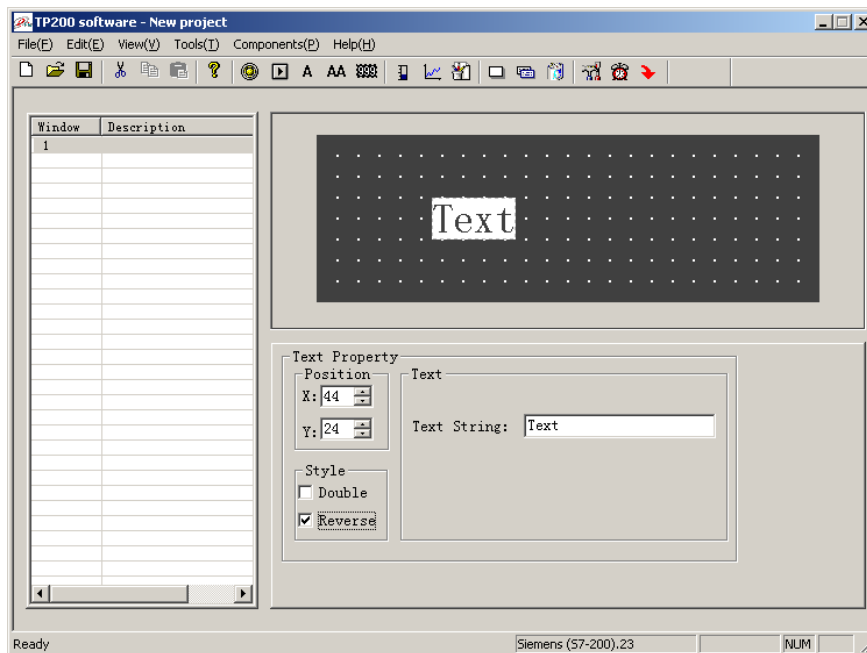 TP200 software - New project
File(F) Edit(E) View(V) Tools(T) Components(P) Help(H)
A AA
Window Description
1
Text
Text Property
Position
X: 44
Y: 24
Style
Double
Reverse
Text
Text String: Text
Ready Siemens (S7-200).23 NUM